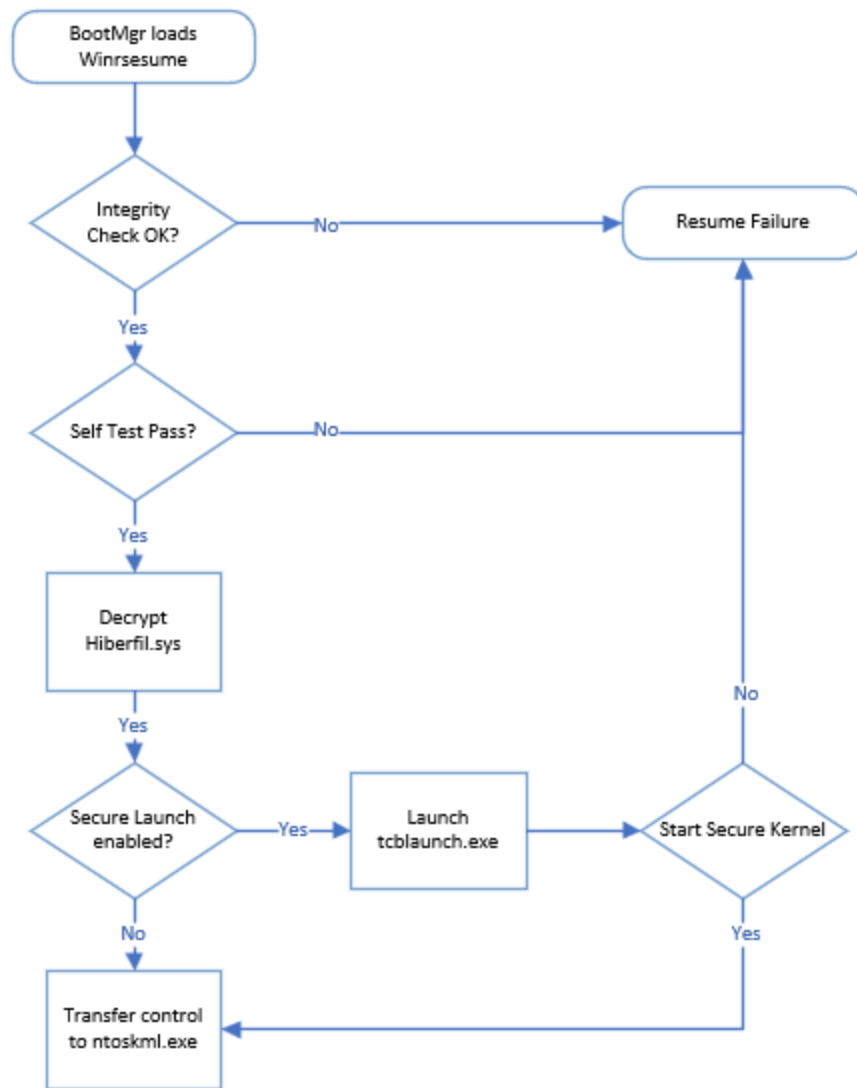 BootMgr loads
Winrsesume
Integrity
Check OK?
No
Resume Failure
Yes
Self Test Pass?
No
Yes
Decrypt
Hiberfil.sys
No
Yes
Secure Launch
enabled?
Yes
Launch
tcblaunch.exe
Start Secure Kernel
No
Yes
Transfer control
to ntoskml.exe